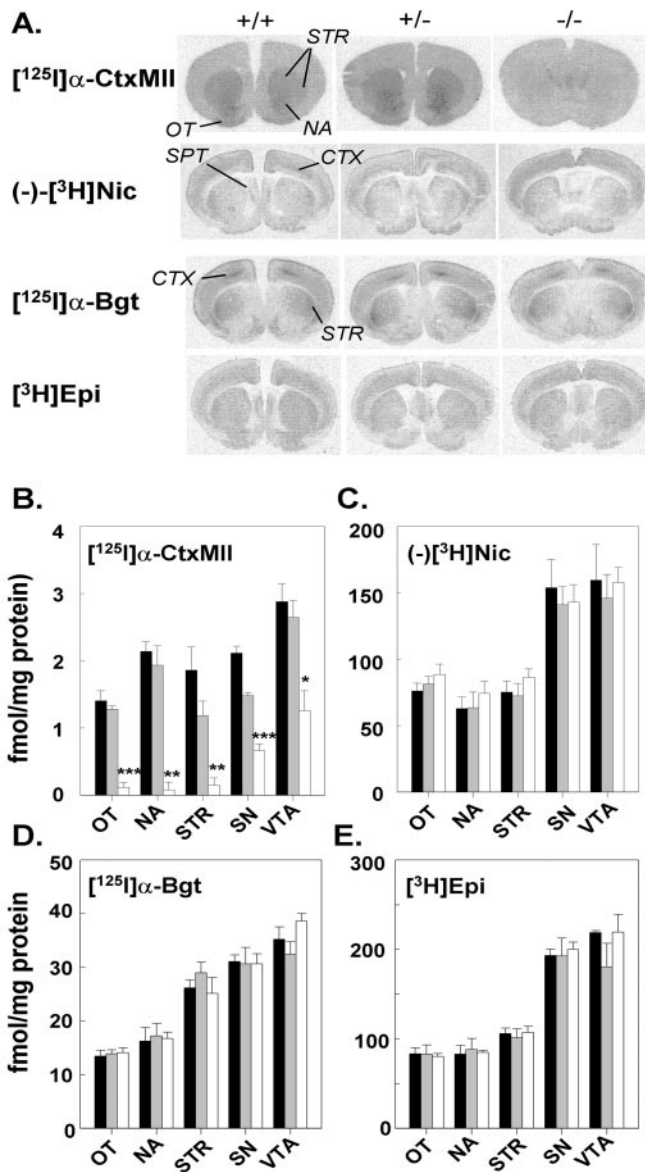 A.
+/+ +/- -/-
[¹²⁵I]α-CtxMII
STR
OT NA
(-)-[³H]Nic
SPT CTX
[¹²⁵I]α-Bgt
CTX
STR
[³H]Epi
B.
[¹²⁵I]α-CtxMII
fmol/mg protein)
4
3
2
1
0
*** ** ** *** *
OT NA STR SN VTA
C.
(-)[³H]Nic
200
150
100
50
0
OT NA STR SN VTA
D.
[¹²⁵I]α-Bgt
fmol/mg protein
50
40
30
20
10
0
OT NA STR SN VTA
E.
[³H]Epi
300
200
100
0
OT NA STR SN VTA